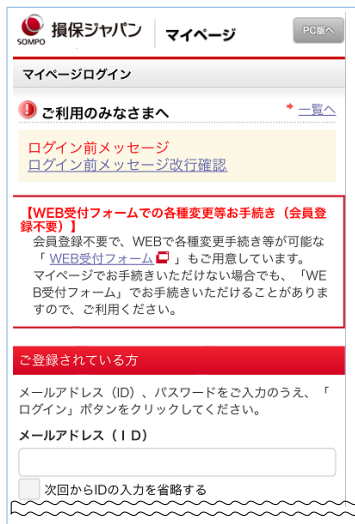 損保ジャパン
SOMPO
マイページ
PC版へ
マイページログイン
ご利用のみなさまへ
一覧へ
ログイン前メッセージ
ログイン前メッセージ改行確認
【WEB受付フォームでの各種変更等お手続き（会員登
録不要）】
会員登録不要で、WEBで各種変更手続き等が可能な
「 WEB受付フォーム 」もご用意しています。
マイページでお手続きいただけない場合でも、「WE
B受付フォーム」でお手続きいただけることがありま
すので、ご利用ください。
ご登録されている方
メールアドレス（ID）、パスワードをご入力のうえ、「
ログイン」ボタンをクリックしてください。
メールアドレス（ＩＤ）
次回からIDの入力を省略する